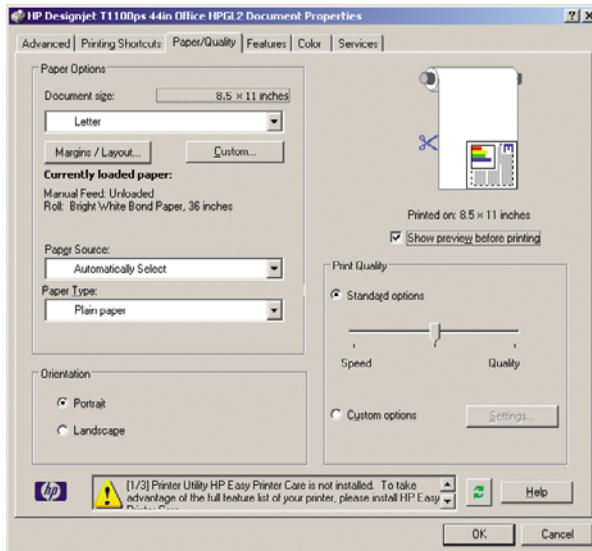 HP Designjet T1100ps 44in Office HPGL2 Document Properties
Advanced Printing Shortcuts Paper/Quality Features Color Services
Paper Options
Document size: 8.5 × 11 inches
Letter
Margins / Layout... Custom...
Currently loaded paper:
Manual Feed: Unloaded
Roll: Bright White Bond Paper, 36 inches
Paper Source:
Automatically Select
Paper Type:
Plain paper
Orientation
Portrait
Landscape
Printed on: 8.5 × 11 inches
Show preview before printing
Print Quality
Standard options
Speed Quality
Custom options Settings...
hp
[1/3] Printer Utility HP Easy Printer Care is not installed. To take
advantage of the full feature list of your printer, please install HP Easy
Printer Care
Help
OK Cancel